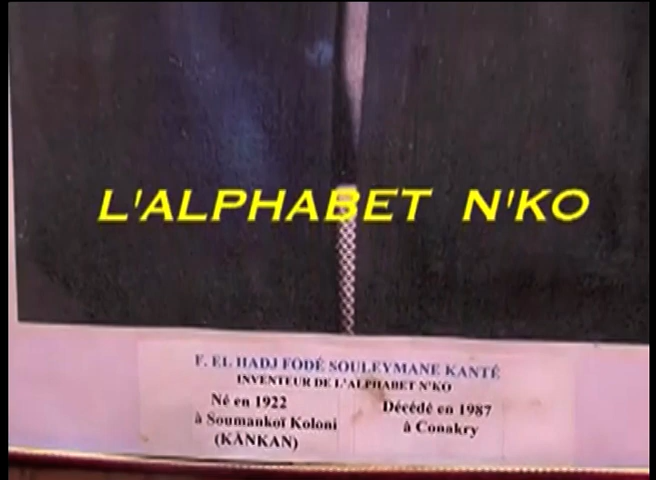 L'ALPHABET N'KO
F. EL HADJ FODÉ SOULEYMANE KANTÉ
INVENTEUR DE L'ALPHABET N'KO
Né en 1922
à Soumankoï Koloni
(KANKAN)
Décédé en 1987
à Conakry